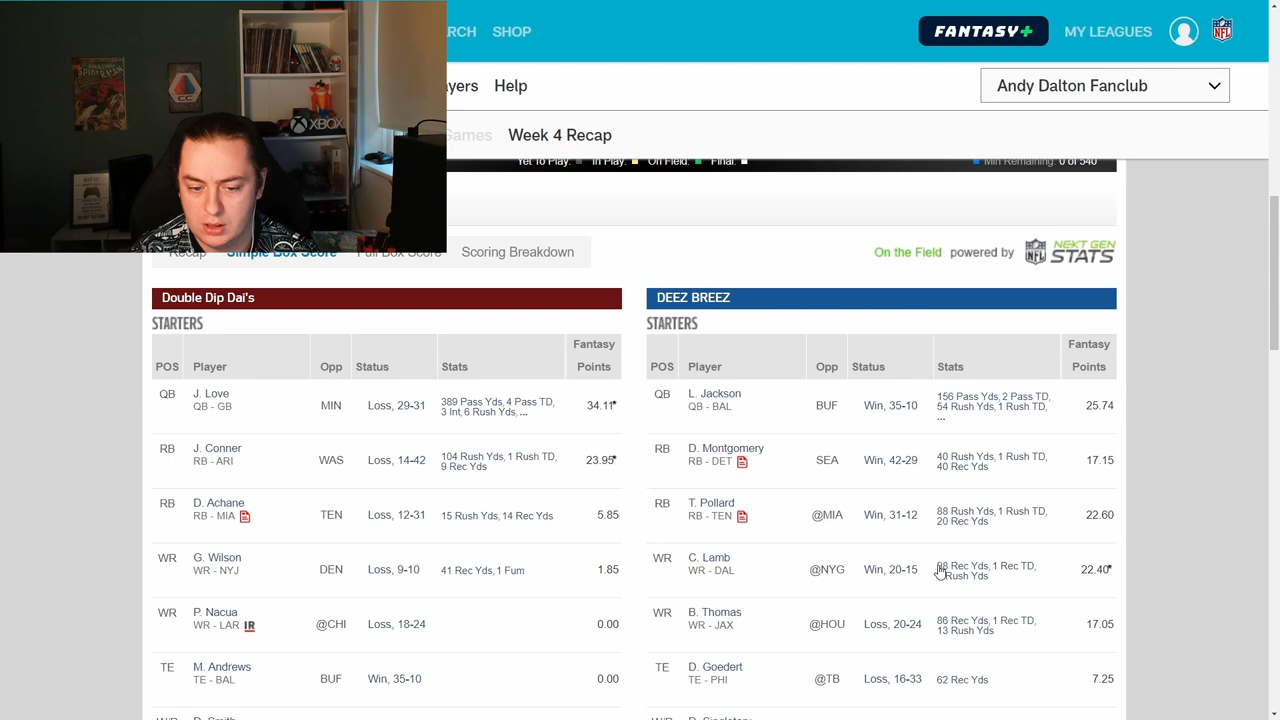 ARCH SHOP FANTASY+ MY LEAGUES NFL
XBOX
ayers Help Andy Dalton Fanclub
Games Week 4 Recap
Yet To Play: In Play: On Field: Final: Min Remaining: 0 of 540
Recap Simple Box Score Full Box Score Scoring Breakdown On the Field powered by NFL NEXT GEN STATS
Double Dip Dai's
STARTERS
POS Player Opp Status Stats Fantasy Points
QB J. Love MIN Loss, 29-31 389 Pass Yds, 4 Pass TD, 34.11*
QB - GB 3 Int, 6 Rush Yds, ...
RB J. Conner WAS Loss, 14-42 104 Rush Yds, 1 Rush TD, 23.95*
RB - ARI 9 Rec Yds
RB D. Achane TEN Loss, 12-31 15 Rush Yds, 14 Rec Yds 5.85
RB - MIA
WR G. Wilson DEN Loss, 9-10 41 Rec Yds, 1 Fum 1.85
WR - NYJ
WR P. Nacua @CHI Loss, 18-24 0.00
WR - LAR IR
TE M. Andrews BUF Win, 35-10 0.00
TE - BAL
DEEZ BREEZ
STARTERS
POS Player Opp Status Stats Fantasy Points
QB L. Jackson BUF Win, 35-10 156 Pass Yds, 2 Pass TD, 25.74
QB - BAL 54 Rush Yds, 1 Rush TD,
...
RB D. Montgomery SEA Win, 42-29 40 Rush Yds, 1 Rush TD, 17.15
RB - DET 40 Rec Yds
RB T. Pollard @MIA Win, 31-12 88 Rush Yds, 1 Rush TD, 22.60
RB - TEN 20 Rec Yds
WR C. Lamb @NYG Win, 20-15 Rec Yds, 1 Rec TD, 22.40*
WR - DAL Rush Yds
WR B. Thomas @HOU Loss, 20-24 86 Rec Yds, 1 Rec TD, 17.05
WR - JAX 13 Rush Yds
TE D. Goedert @TB Loss, 16-33 62 Rec Yds 7.25
TE - PHI